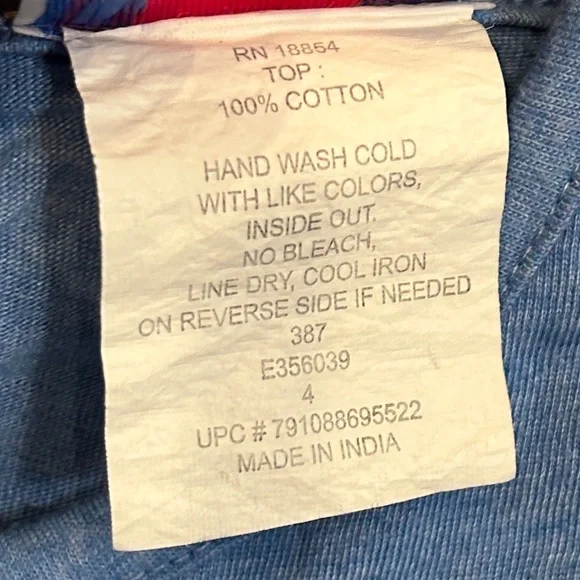 RN 18854
TOP :
100% COTTON
HAND WASH COLD
WITH LIKE COLORS,
INSIDE OUT,
NO BLEACH,
LINE DRY, COOL IRON
ON REVERSE SIDE IF NEEDED
387
E356039
4
UPC # 791088695522
MADE IN INDIA